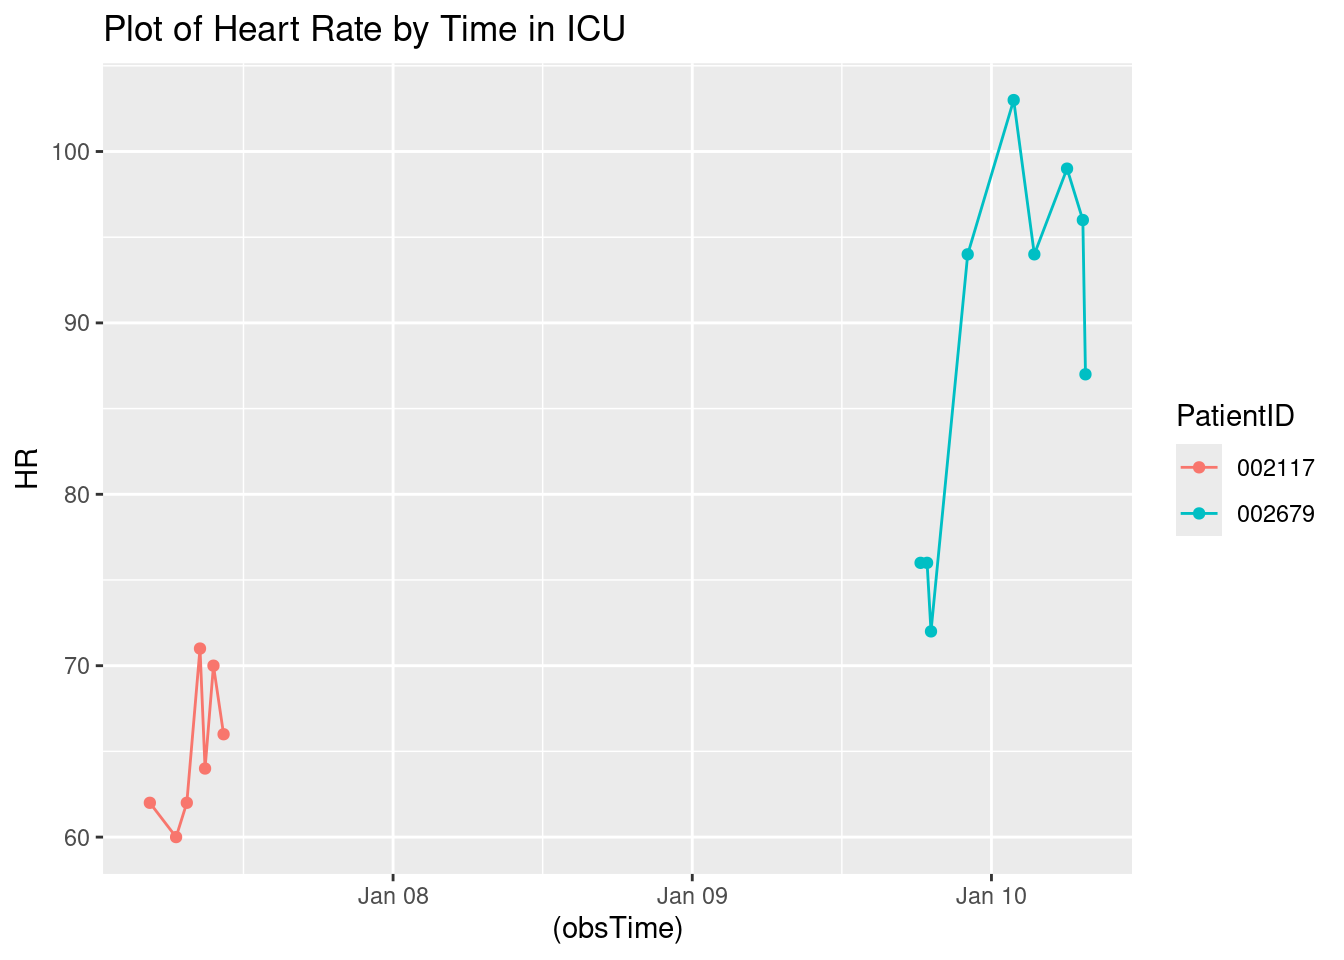 Plot of Heart Rate by Time in ICU
100
90
80
70
60
HR
Jan 08
Jan 09
Jan 10
(obsTime)
PatientID
002117
002679